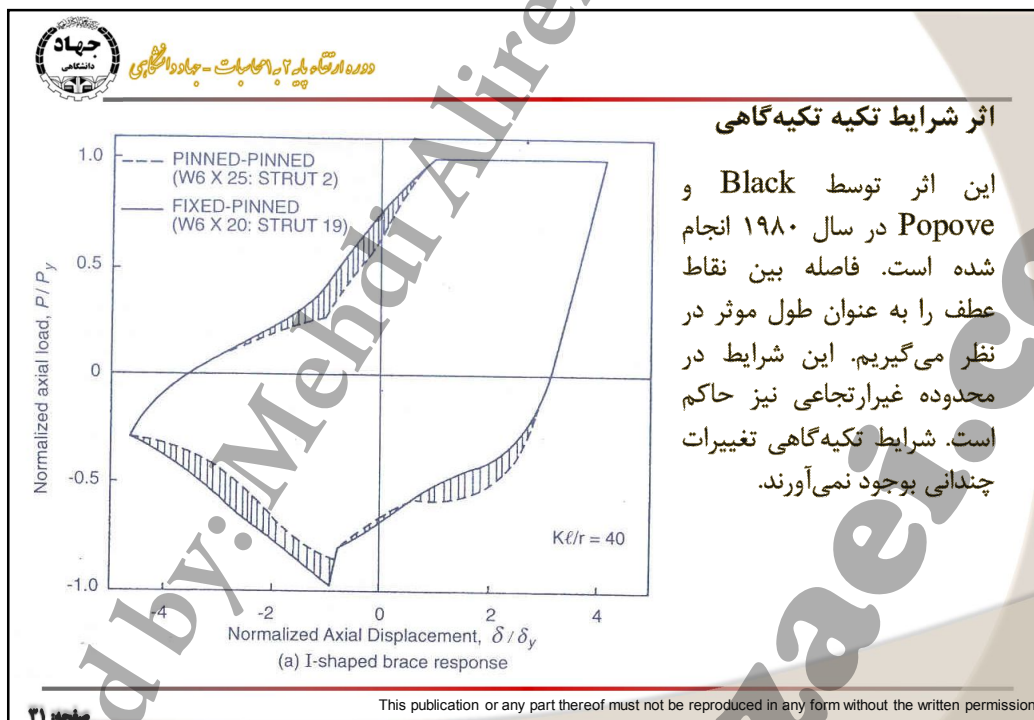 جهاد
دانشگاهی
دوره ارتقاء پایه ۲ به ۱ محاسبات - جهاد دانشگاهی
اثر شرایط تکیه تکیه‌گاهی
این اثر توسط Black و
Popove در سال ۱۹۸۰ انجام
شده است. فاصله بین نقاط
عطف را به عنوان طول موثر در
نظر می‌گیریم. این شرایط در
محدوده غیرارتجاعی نیز حاکم
است. شرایط تکیه‌گاهی تغییرات
چندانی بوجود نمی‌آورند.
PINNED-PINNED
(W6 X 25: STRUT 2)
FIXED-PINNED
(W6 X 20: STRUT 19)
Normalized axial load, P / Py
1.0
0.5
0
-0.5
-1.0
Kℓ/r = 40
-4 -2 0 2 4
Normalized Axial Displacement, δ / δy
(a) I-shaped brace response
d by: Mehdi Alire
zaei.c
This publication or any part thereof must not be reproduced in any form without the written permission
صفحه: ۳۱